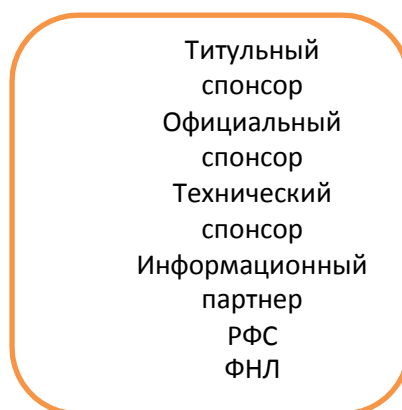 Титульный
спонсор
Официальный
спонсор
Технический
спонсор
Информационный
партнер
РФС
ФНЛ